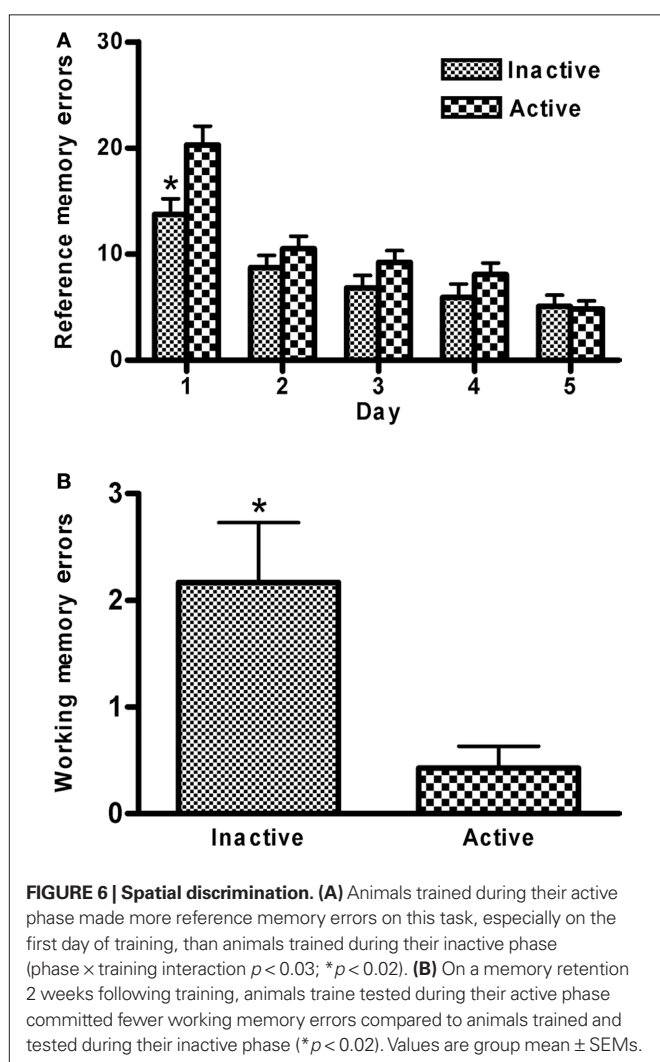 A
30
20
10
0
Reference memory errors
Inactive
Active
*
1 2 3 4 5
Day
B
3
2
1
0
Working memory errors
*
Inactive Active
FIGURE 6 | Spatial discrimination. (A) Animals trained during their active
phase made more reference memory errors on this task, especially on the
first day of training, than animals trained during their inactive phase
(phase × training interaction p < 0.03; *p < 0.02). (B) On a memory retention
2 weeks following training, animals traine tested during their active phase
committed fewer working memory errors compared to animals trained and
tested during their inactive phase (*p < 0.02). Values are group mean ± SEMs.